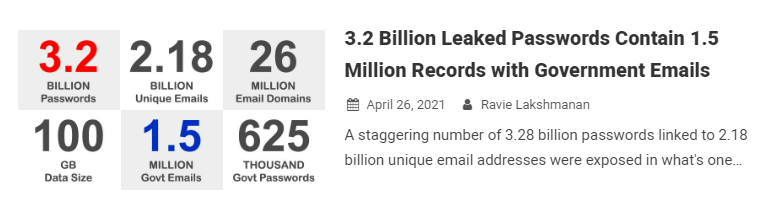 3.2
BILLION
Passwords
2.18
BILLION
Unique Emails
26
MILLION
Email Domains
100
GB
Data Size
1.5
MILLION
Govt Emails
625
THOUSAND
Govt Passwords
3.2 Billion Leaked Passwords Contain 1.5
Million Records with Government Emails
April 26, 2021 Ravie Lakshmanan
A staggering number of 3.28 billion passwords linked to 2.18
billion unique email addresses were exposed in what's one...